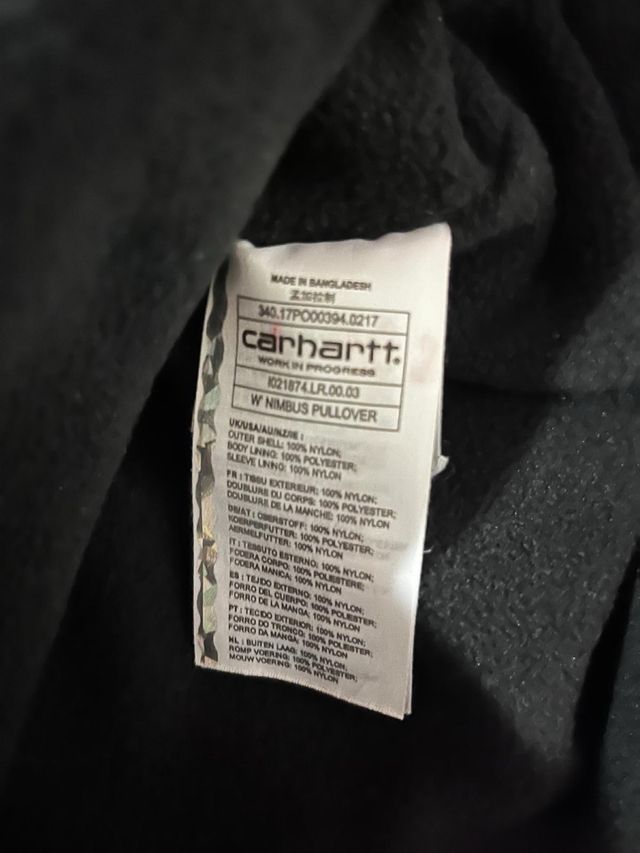 MADE IN BANGLADESH
孟加拉制
340.17PO00394.0217
carhartt.
WORK IN PROGRESS
I021874.LR.00.03
W' NIMBUS PULLOVER
UK/USA/AU/NZ/IE :
OUTER SHELL: 100% NYLON;
BODY LINING: 100% POLYESTER;
SLEEVE LINING: 100% NYLON
FR : TISSU EXTERIEUR: 100% NYLON;
DOUBLURE DU CORPS: 100% POLYESTER;
DOUBLURE DE LA MANCHE: 100% NYLON
DE/AT : OBERSTOFF: 100% NYLON;
KOERPERFUTTER: 100% POLYESTER;
AERMELFUTTER: 100% NYLON
IT : TESSUTO ESTERNO: 100% NYLON;
FODERA CORPO: 100% POLIESTERE;
FODERA MANICA: 100% NYLON
ES : TEJIDO EXTERNO: 100% NYLON;
FORRO DEL CUERPO: 100% POLIESTER;
FORRO DE LA MANGA: 100% NYLON
PT : TECIDO EXTERIOR: 100% NYLON;
FORRO DO TRONCO: 100% POLIESTER;
FORRO DA MANGA: 100% NYLON
NL : BUITEN LAAG: 100% NYLON;
ROMP VOERING: 100% POLYESTER;
MOUW VOERING: 100% NYLON